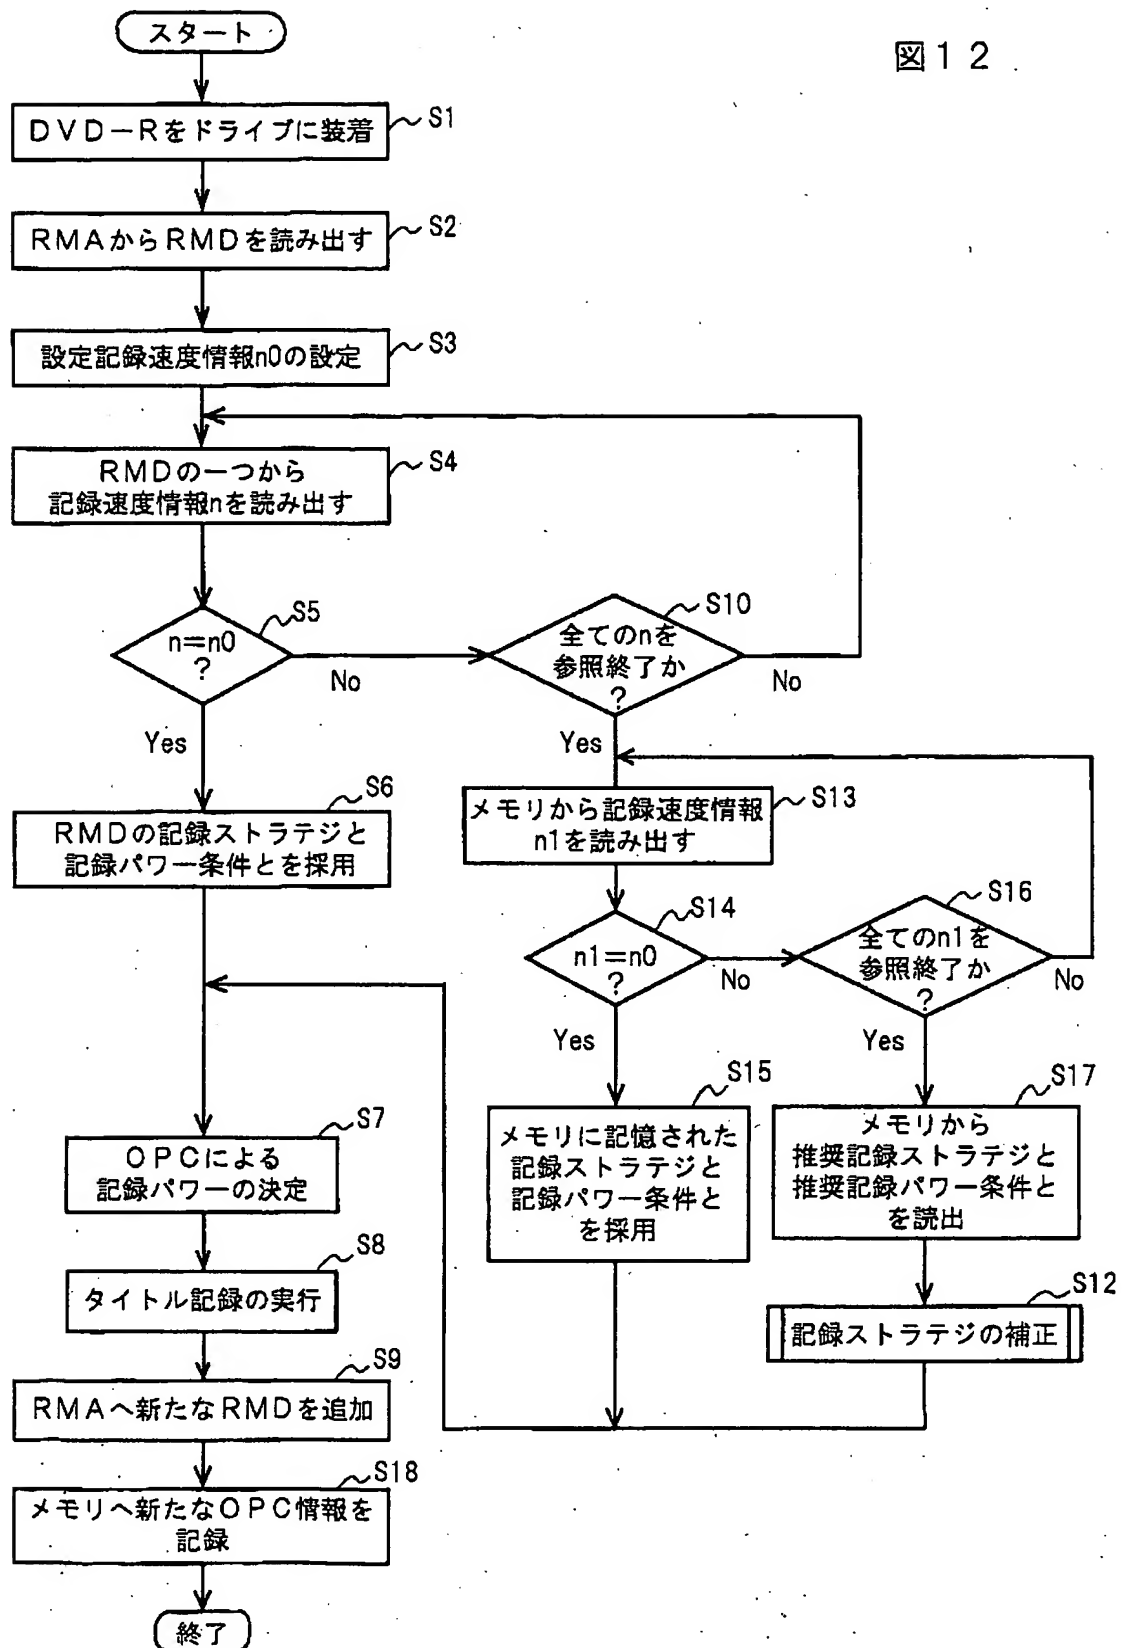 図１２
スタート
S1
ＤＶＤ－Ｒをドライブに装着
S2
ＲＭＡからＲＭＤを読み出す
S3
設定記録速度情報n0の設定
S4
ＲＭＤの一つから
記録速度情報nを読み出す
S5
n=n0
?
No
Yes
S10
全てのnを
参照終了か
?
No
Yes
S6
ＲＭＤの記録ストラテジと
記録パワー条件とを採用
S13
メモリから記録速度情報
n1を読み出す
S14
n1=n0
?
No
Yes
S16
全てのn1を
参照終了か
?
No
Yes
S15
メモリに記憶された
記録ストラテジと
記録パワー条件と
を採用
S17
メモリから
推奨記録ストラテジと
推奨記録パワー条件と
を読出
S12
記録ストラテジの補正
S7
ＯＰＣによる
記録パワーの決定
S8
タイトル記録の実行
S9
ＲＭＡへ新たなＲＭＤを追加
S18
メモリへ新たなＯＰＣ情報を
記録
終了